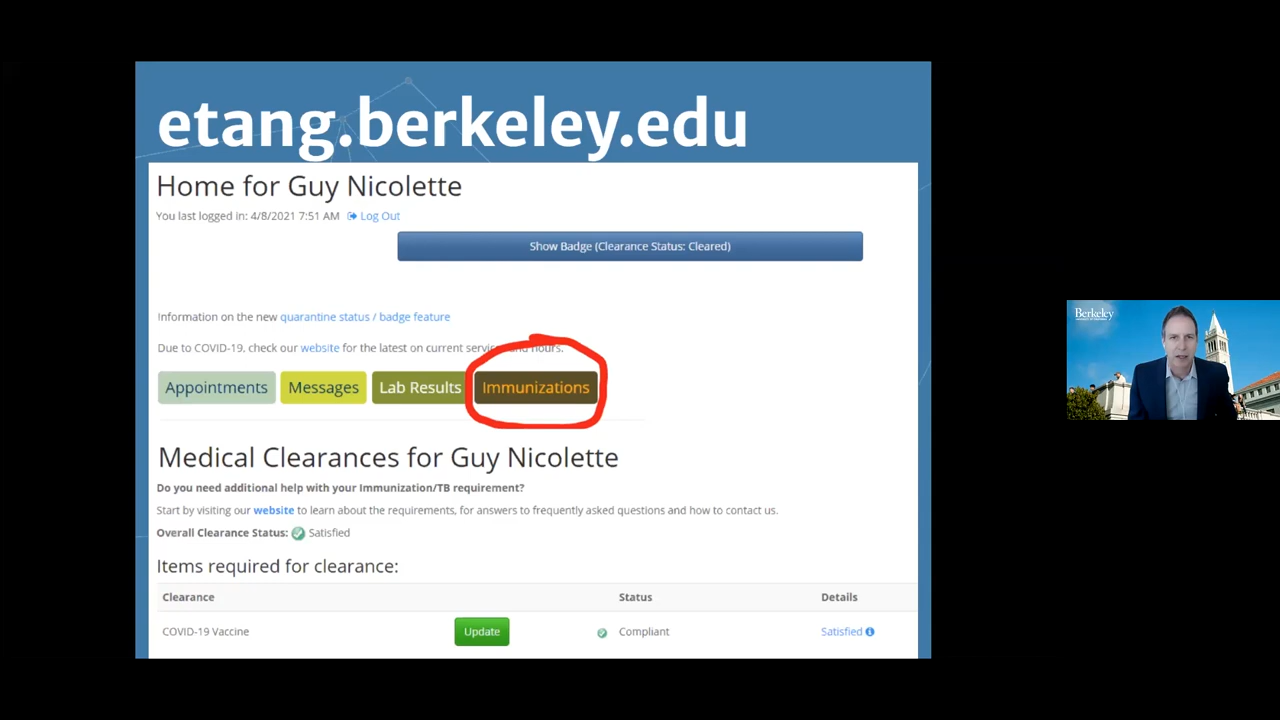 etang.berkeley.edu
Home for Guy Nicolette
You last logged in: 4/8/2021 7:51 AM Log Out
Show Badge (Clearance Status: Cleared)
Information on the new quarantine status / badge feature
Due to COVID-19, check our website for the latest on current services and hours.
Appointments Messages Lab Results Immunizations
Medical Clearances for Guy Nicolette
Do you need additional help with your Immunization/TB requirement?
Start by visiting our website to learn about the requirements, for answers to frequently asked questions and how to contact us.
Overall Clearance Status: Satisfied
Items required for clearance:
Clearance Status Details
COVID-19 Vaccine Update Compliant Satisfied
Berkeley